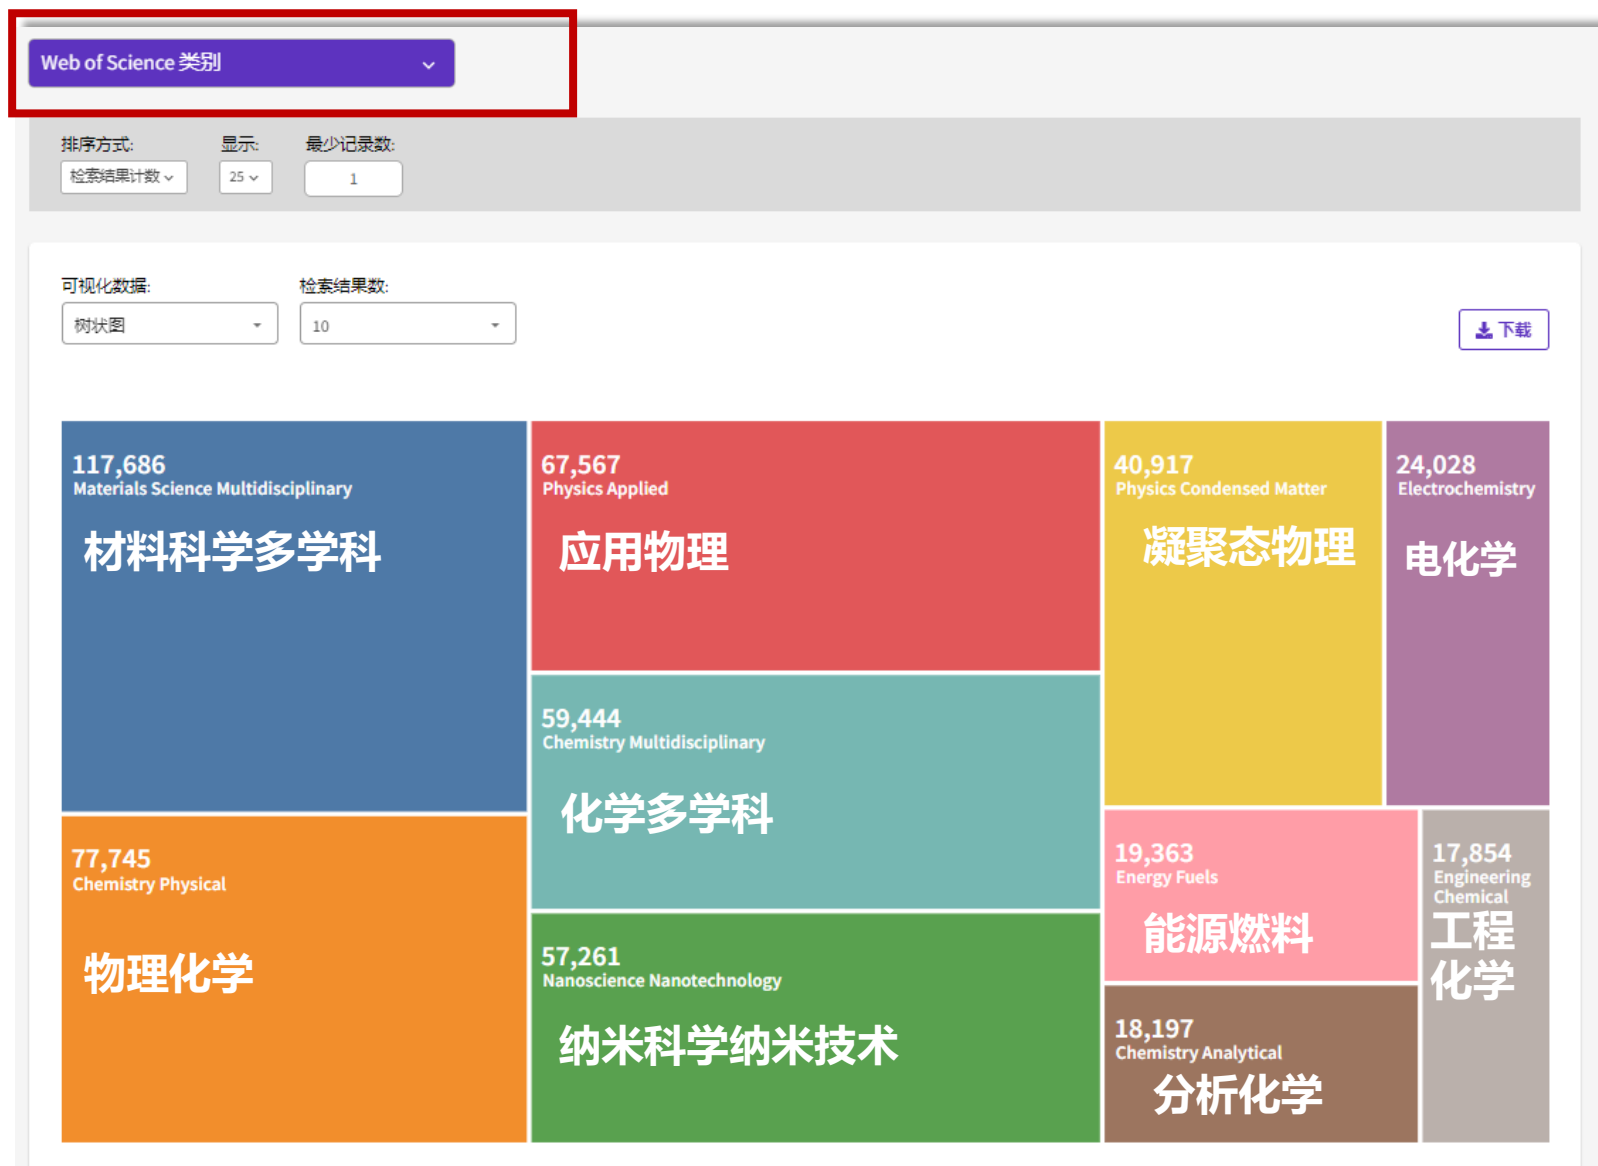 Web of Science 类别
排序方式: 显示: 最少记录数:
检索结果计数 25 1
可视化数据: 检索结果数:
树状图 10
下载
117,686
Materials Science Multidisciplinary
材料科学多学科
67,567
Physics Applied
应用物理
40,917
Physics Condensed Matter
凝聚态物理
24,028
Electrochemistry
电化学
59,444
Chemistry Multidisciplinary
化学多学科
77,745
Chemistry Physical
物理化学
57,261
Nanoscience Nanotechnology
纳米科学纳米技术
19,363
Energy Fuels
能源燃料
17,854
Engineering
Chemical
工程
化学
18,197
Chemistry Analytical
分析化学